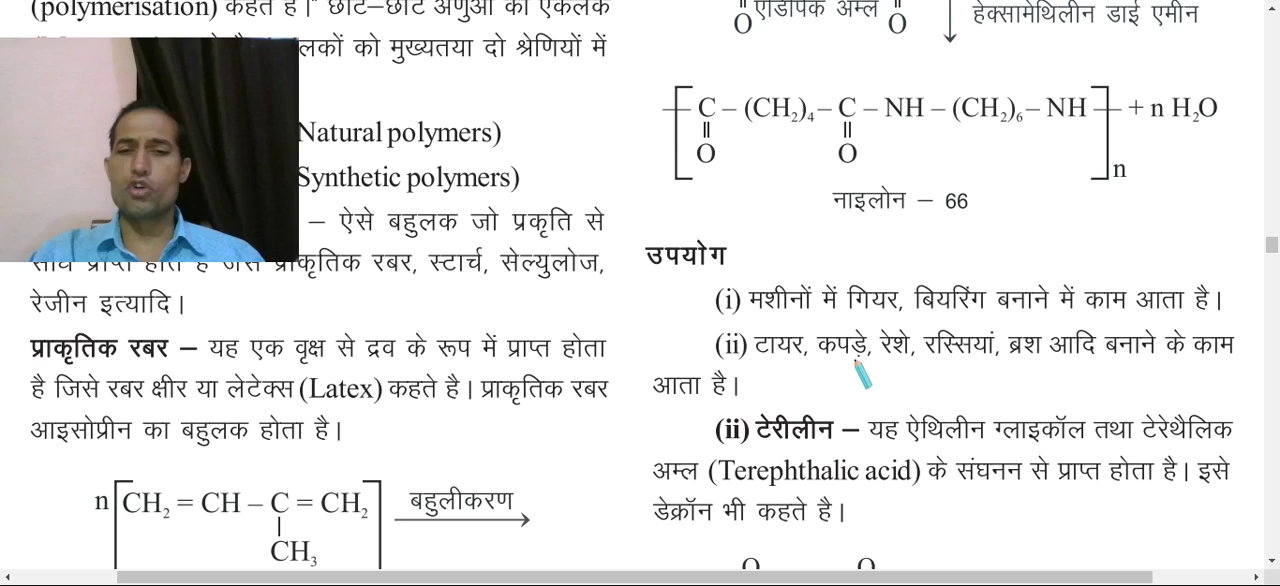 (polymerisation) कहते है।" छोटे–छोटे अणुओं को एकलक
लकों को मुख्यतया दो श्रेणियों में
Natural polymers)
Synthetic polymers)
– ऐसे बहुलक जो प्रकृति से
सीधे प्राप्त होते है जैसे प्राकृतिक रबर, स्टार्च, सेल्युलोज,
रेजीन इत्यादि।
प्राकृतिक रबर – यह एक वृक्ष से द्रव के रूप में प्राप्त होता
है जिसे रबर क्षीर या लेटेक्स (Latex) कहते है। प्राकृतिक रबर
आइसोप्रीन का बहुलक होता है।
n[CH₂ = CH – C = CH₂] बहुलीकरण
CH₃
O एडिपिक अम्ल O हेक्सामेथिलीन डाई एमीन
[C – (CH₂)₄ – C – NH – (CH₂)₆ – NH]n + n H₂O
O O
नाइलोन – 66
उपयोग
(i) मशीनों में गियर, बियरिंग बनाने में काम आता है।
(ii) टायर, कपड़े, रेशे, रस्सियां, ब्रश आदि बनाने के काम
आता है।
(ii) टेरीलीन – यह ऐथिलीन ग्लाइकॉल तथा टेरेथैलिक
अम्ल (Terephthalic acid) के संघनन से प्राप्त होता है। इसे
डेक्रॉन भी कहते है।
O O